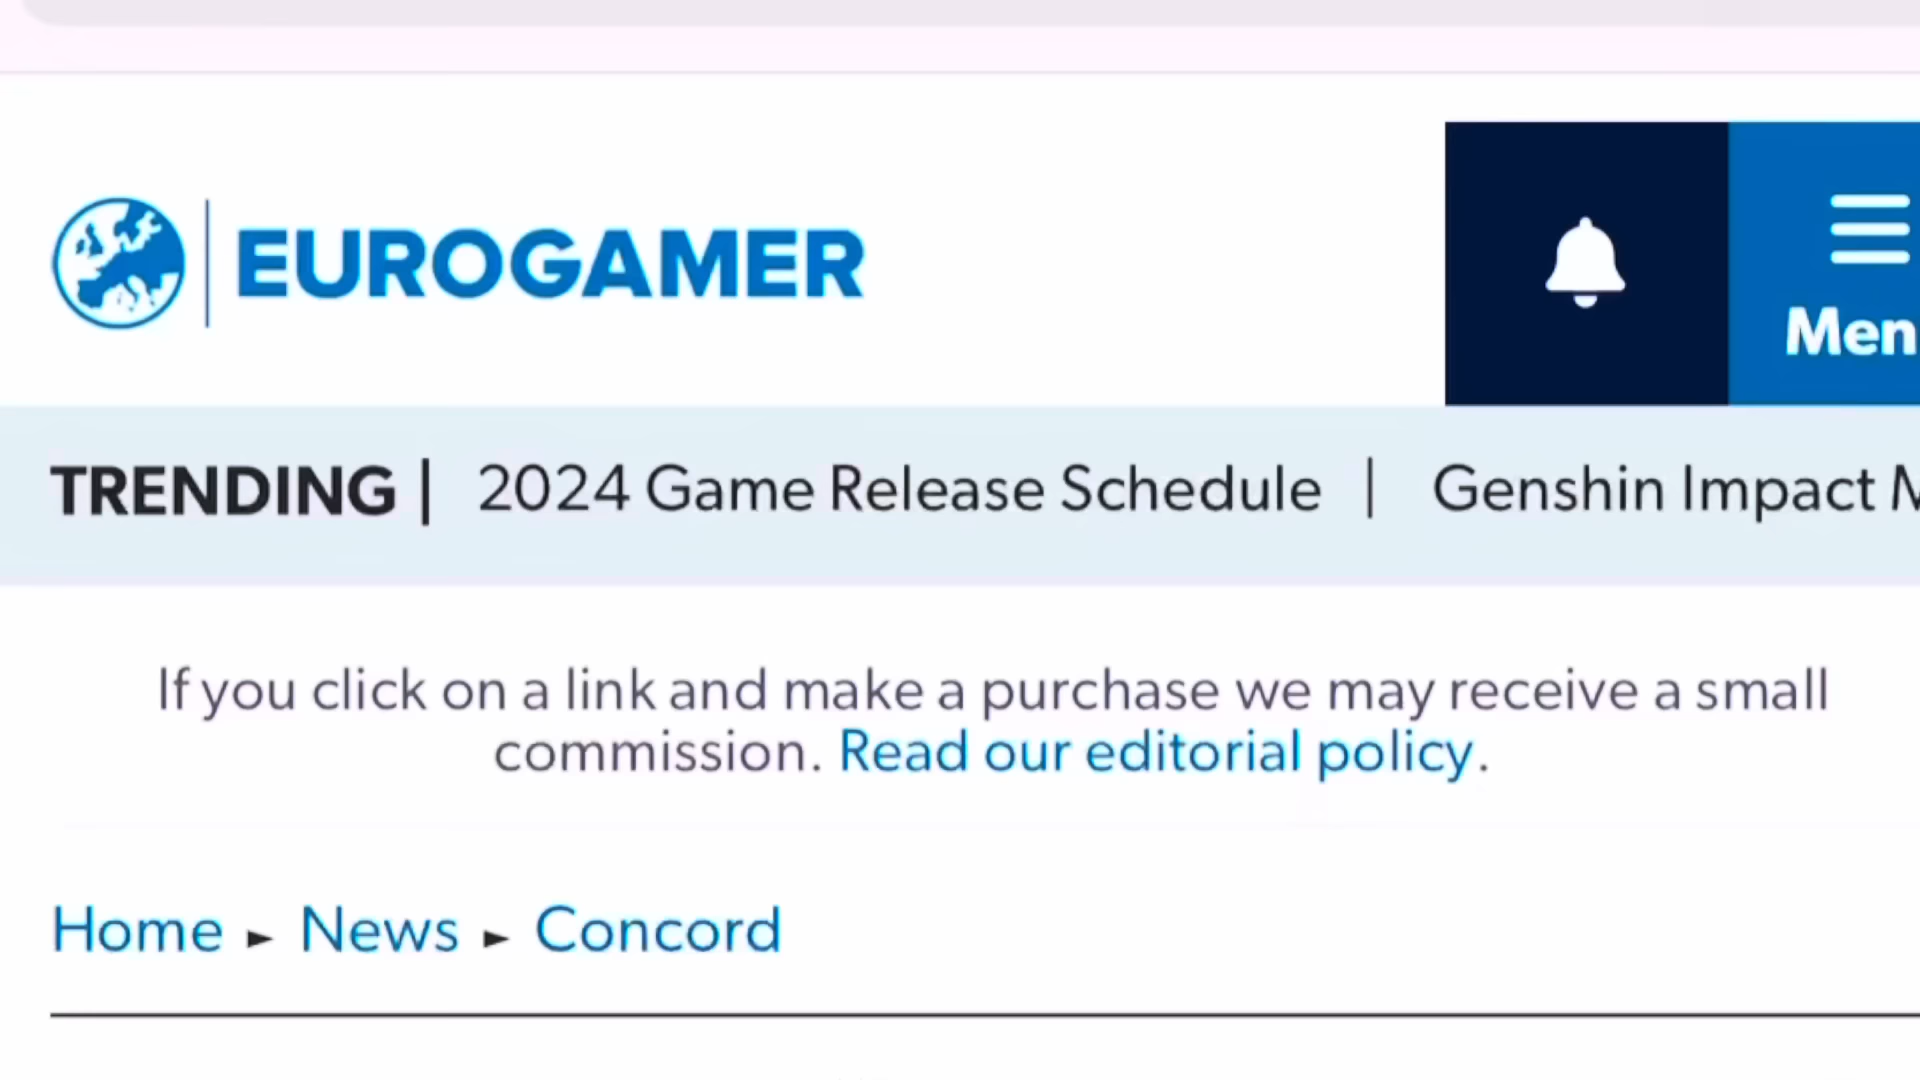 EUROGAMER
Men
TRENDING | 2024 Game Release Schedule | Genshin Impact M
If you click on a link and make a purchase we may receive a small
commission. Read our editorial policy.
Home ► News ► Concord